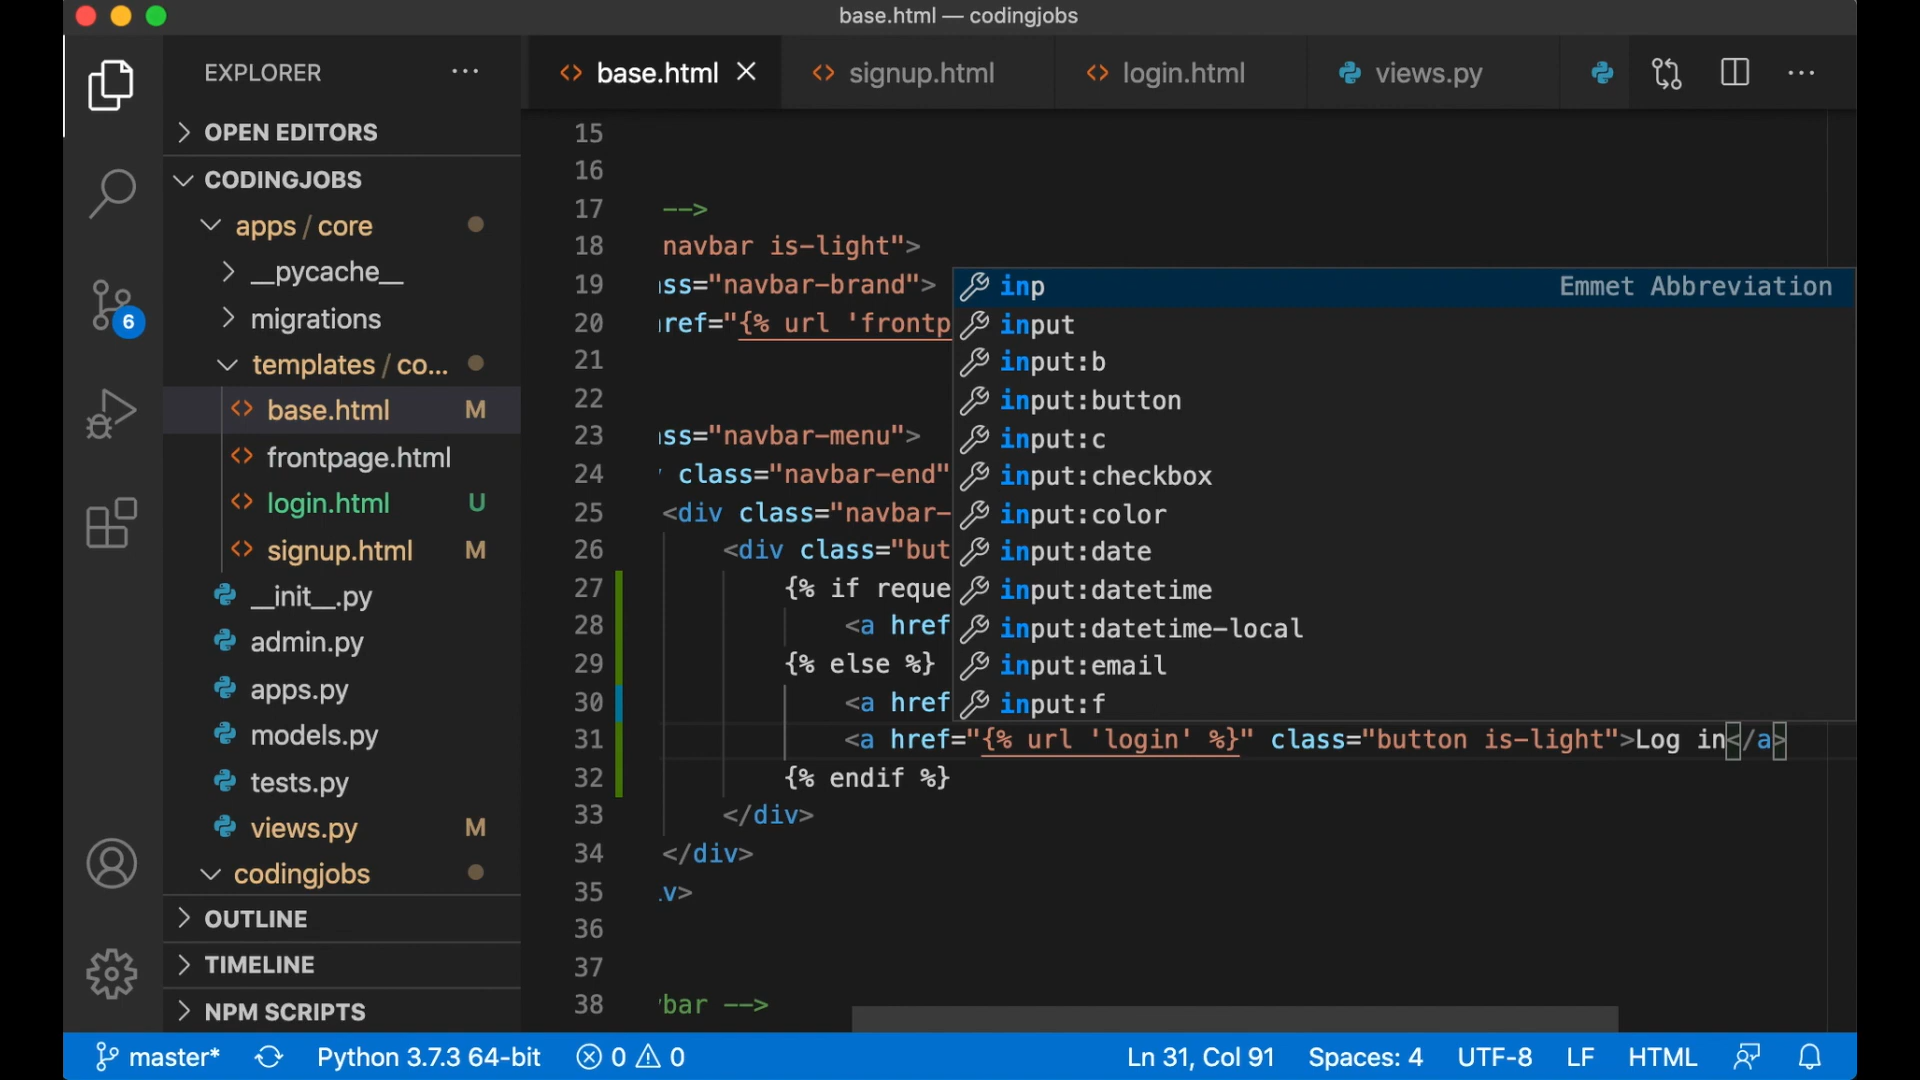 base.html — codingjobs
EXPLORER
base.html
signup.html
login.html
views.py
OPEN EDITORS
CODINGJOBS
apps / core
__pycache__
migrations
templates / co...
base.html M
frontpage.html
login.html U
signup.html M
__init__.py
admin.py
apps.py
models.py
tests.py
views.py M
codingjobs
OUTLINE
TIMELINE
NPM SCRIPTS
6
15
16
17 -->
18 navbar is-light">
19 ss="navbar-brand">
20 ref="{% url 'frontp
21
22
23 ss="navbar-menu">
24 class="navbar-end"
25 <div class="navbar-
26 <div class="but
27 {% if reque
28 <a href
29 {% else %}
30 <a href
31 <a href="{% url 'login' %}" class="button is-light">Log in</a>
32 {% endif %}
33 </div>
34 </div>
35 v>
36
37
38 bar -->
inp Emmet Abbreviation
input
input:b
input:button
input:c
input:checkbox
input:color
input:date
input:datetime
input:datetime-local
input:email
input:f
master* Python 3.7.3 64-bit 0 0 Ln 31, Col 91 Spaces: 4 UTF-8 LF HTML